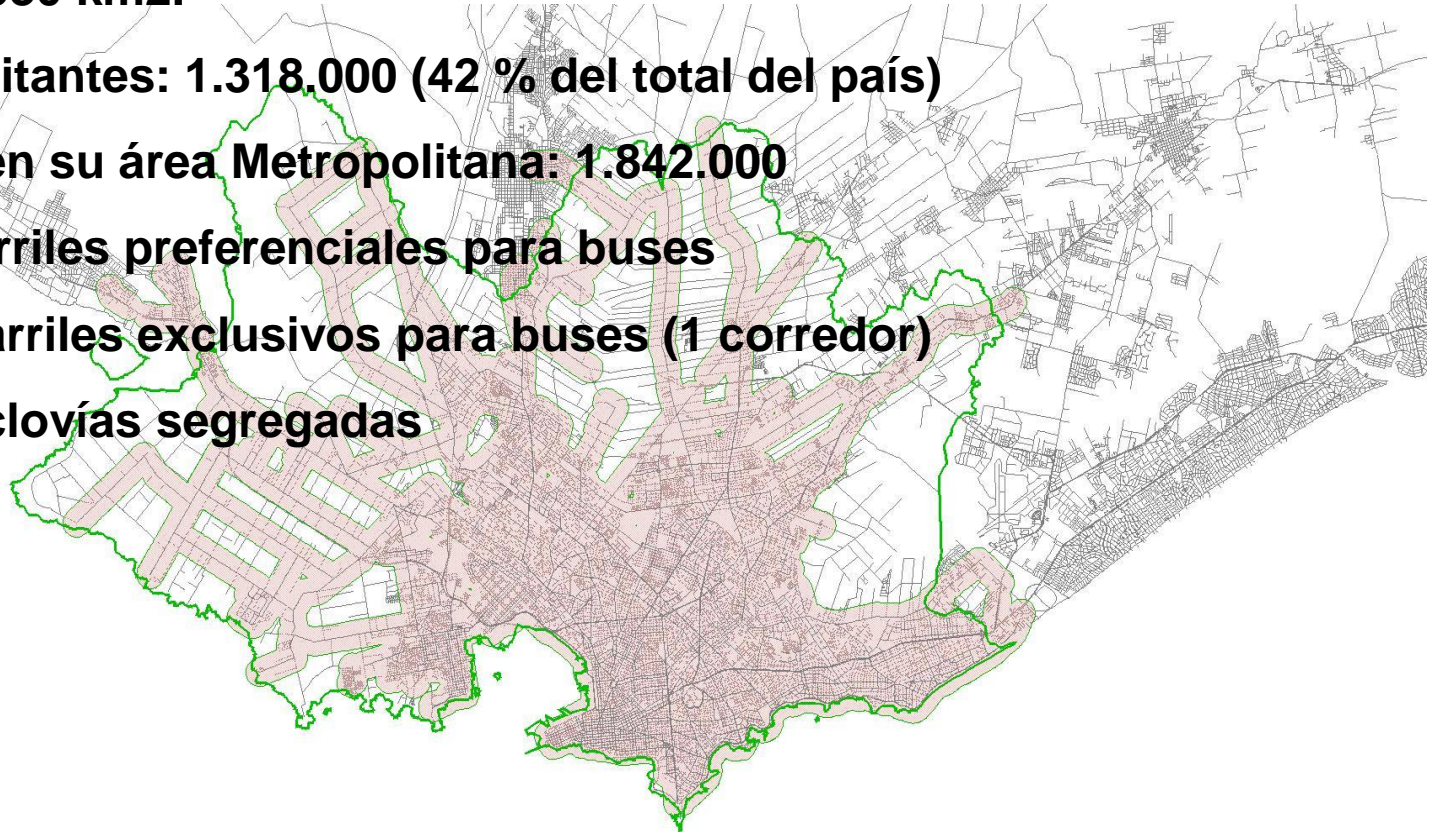 km2.
itantes: 1.318.000 (42 % del total del país)
en su área Metropolitana: 1.842.000
rriles preferenciales para buses
arriles exclusivos para buses (1 corredor)
clovías segregadas